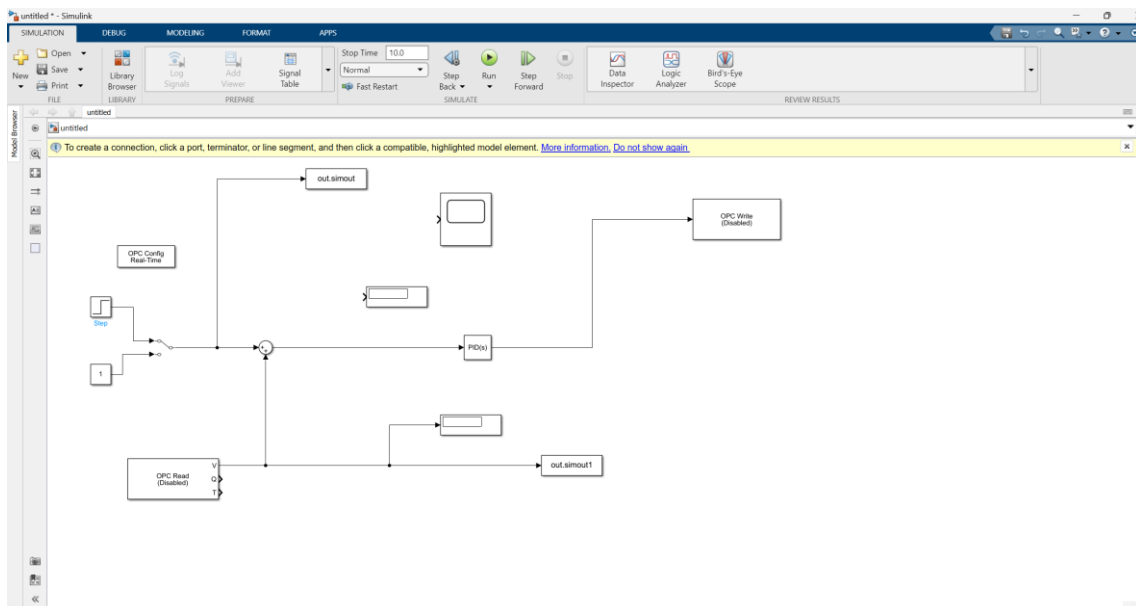 untitled * - Simulink
SIMULATION DEBUG MODELING FORMAT APPS
New
Open
Save
Print
FILE
Library
Browser
LIBRARY
Log
Signals
Add
Viewer
Signal
Table
PREPARE
Stop Time 10.0
Normal
Fast Restart
Step
Back
Run
Step
Forward
Stop
SIMULATE
Data
Inspector
Logic
Analyzer
Bird's-Eye
Scope
REVIEW RESULTS
Model Browser
untitled
untitled
To create a connection, click a port, terminator, or line segment, and then click a compatible, highlighted model element. More information. Do not show again.
out.simout
OPC Write
(Disabled)
OPC Config
Real-Time
Step
PID(s)
1
OPC Read
(Disabled)
V
Q
T
out.simout1